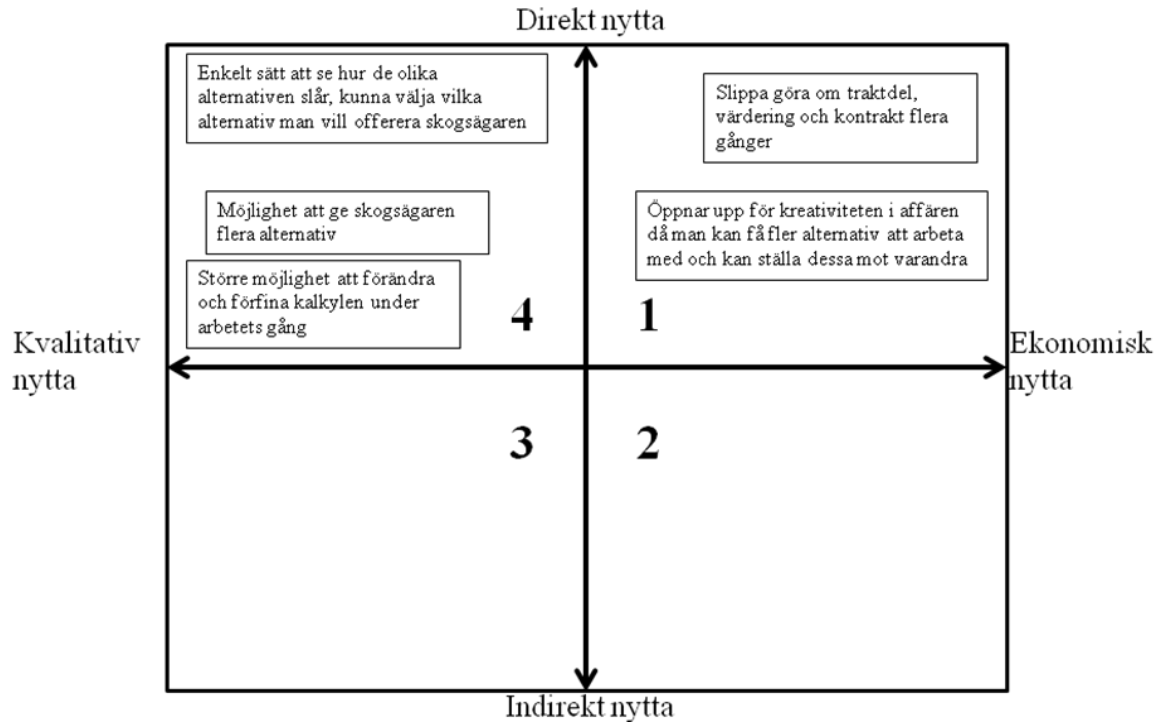 Direkt nytta
Enkelt sätt att se hur de olika
alternativen slår, kunna välja vilka
alternativ man vill offerera skogsägaren
Slippa göra om traktdel,
värdering och kontrakt flera
gånger
Möjlighet att ge skogsägaren
flera alternativ
Öppnar upp för kreativiteten i affären
då man kan få fler alternativ att arbeta
med och kan ställa dessa mot varandra
Större möjlighet att förändra
och förfina kalkylen under
arbetets gång
4
1
Kvalitativ
nytta
Ekonomisk
nytta
3
2
Indirekt nytta